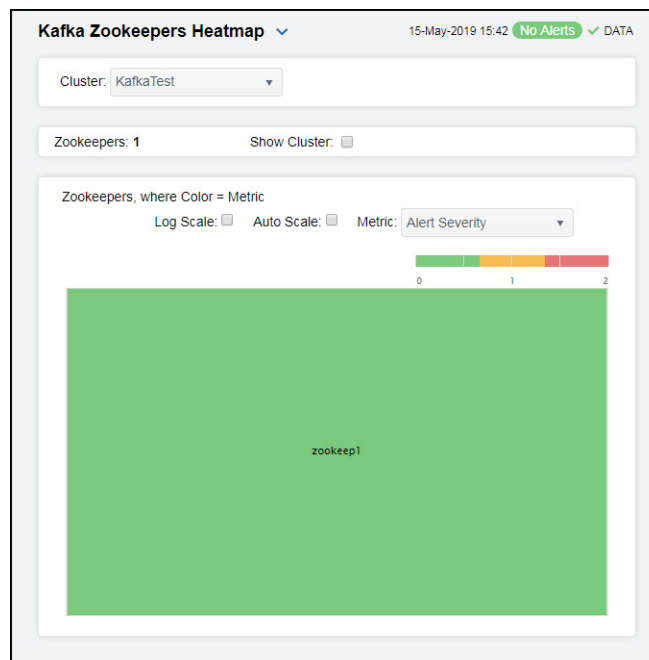 Kafka Zookeepers Heatmap 15-May-2019 15:42 No Alerts DATA
Cluster: KafkaTest
Zookeepers: 1 Show Cluster:
Zookeepers, where Color = Metric
Log Scale: Auto Scale: Metric: Alert Severity
0 1 2
zookeep1